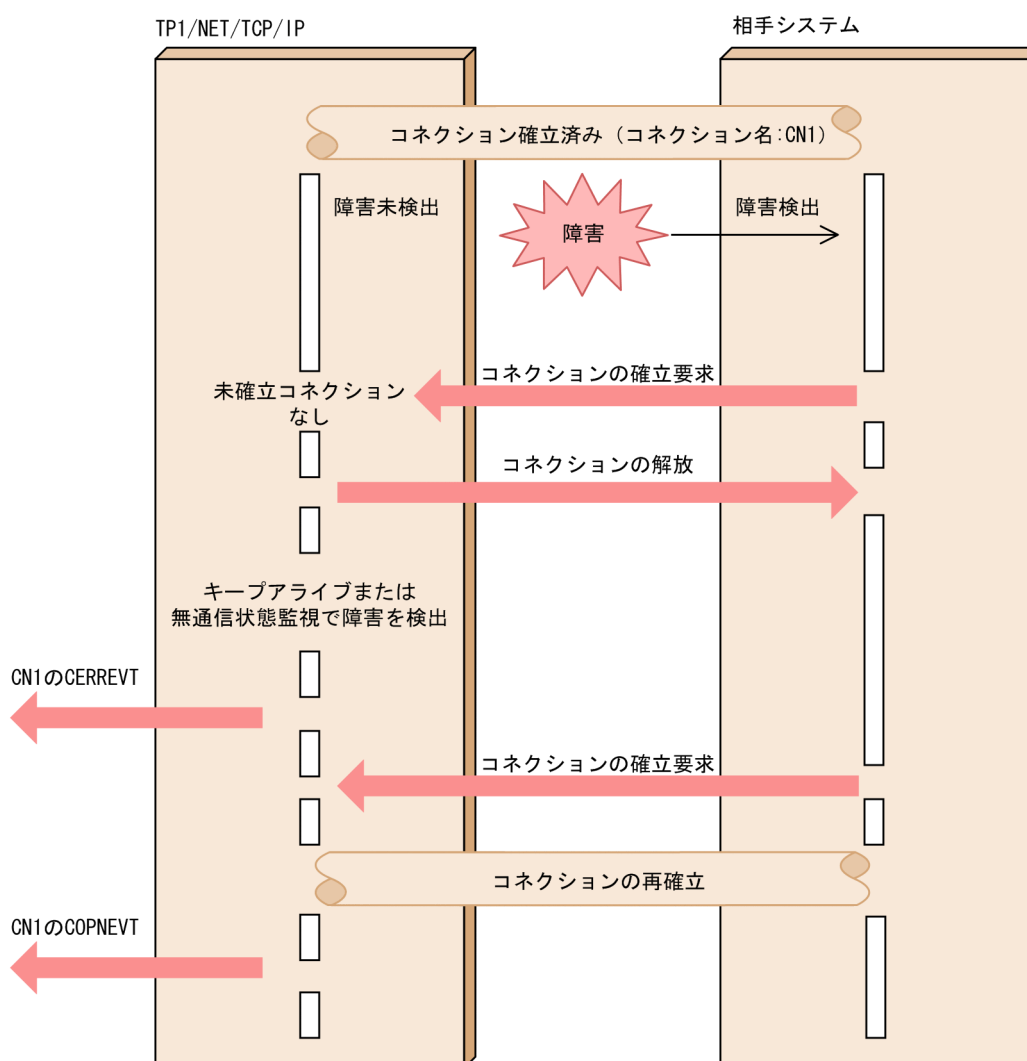 TP1/NET/TCP/IP
相手システム
コネクション確立済み（コネクション名:CN1）
障害未検出
障害
障害検出
コネクションの確立要求
未確立コネクション
なし
コネクションの解放
キープアライブまたは
無通信状態監視で障害を検出
CN1のCERREVT
コネクションの確立要求
コネクションの再確立
CN1のCOPNEVT